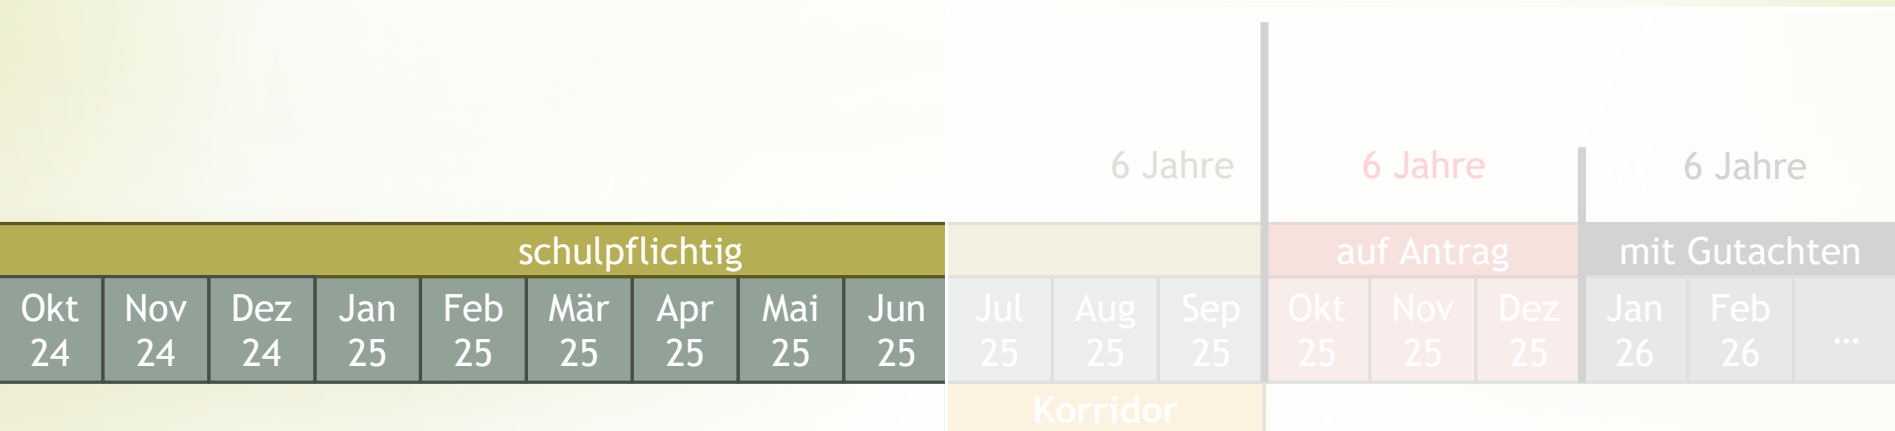 6 Jahre 6 Jahre 6 Jahre
schulpflichtig auf Antrag mit Gutachten
Okt Nov Dez Jan Feb Mär Apr Mai Jun Jul Aug Sep Okt Nov Dez Jan Feb ...
24 24 24 25 25 25 25 25 25 25 25 25 25 25 25 26 26
Korridor